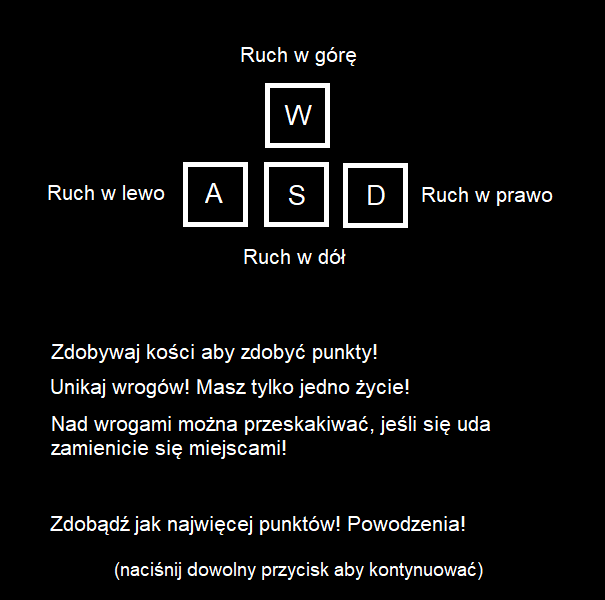 Ruch w górę
W
Ruch w lewo
A
S
D
Ruch w prawo
Ruch w dół
Zdobywaj kości aby zdobyć punkty!
Unikaj wrogów! Masz tylko jedno życie!
Nad wrogami można przeskakiwać, jeśli się uda
zamienicie się miejscami!
Zdobądź jak najwięcej punktów! Powodzenia!
(naciśnij dowolny przycisk aby kontynuować)